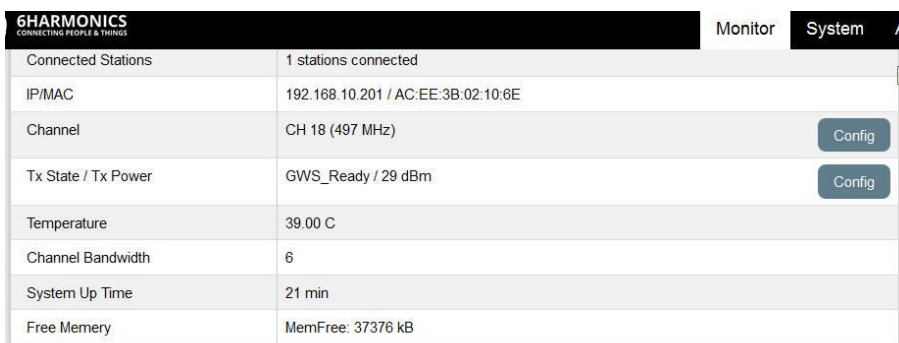 6HARMONICS
CONNECTING PEOPLE & THINGS
Monitor System
Connected Stations 1 stations connected
IP/MAC 192.168.10.201 / AC:EE:3B:02:10:6E
Channel CH 18 (497 MHz) Config
Tx State / Tx Power GWS_Ready / 29 dBm Config
Temperature 39.00 C
Channel Bandwidth 6
System Up Time 21 min
Free Memery MemFree: 37376 kB